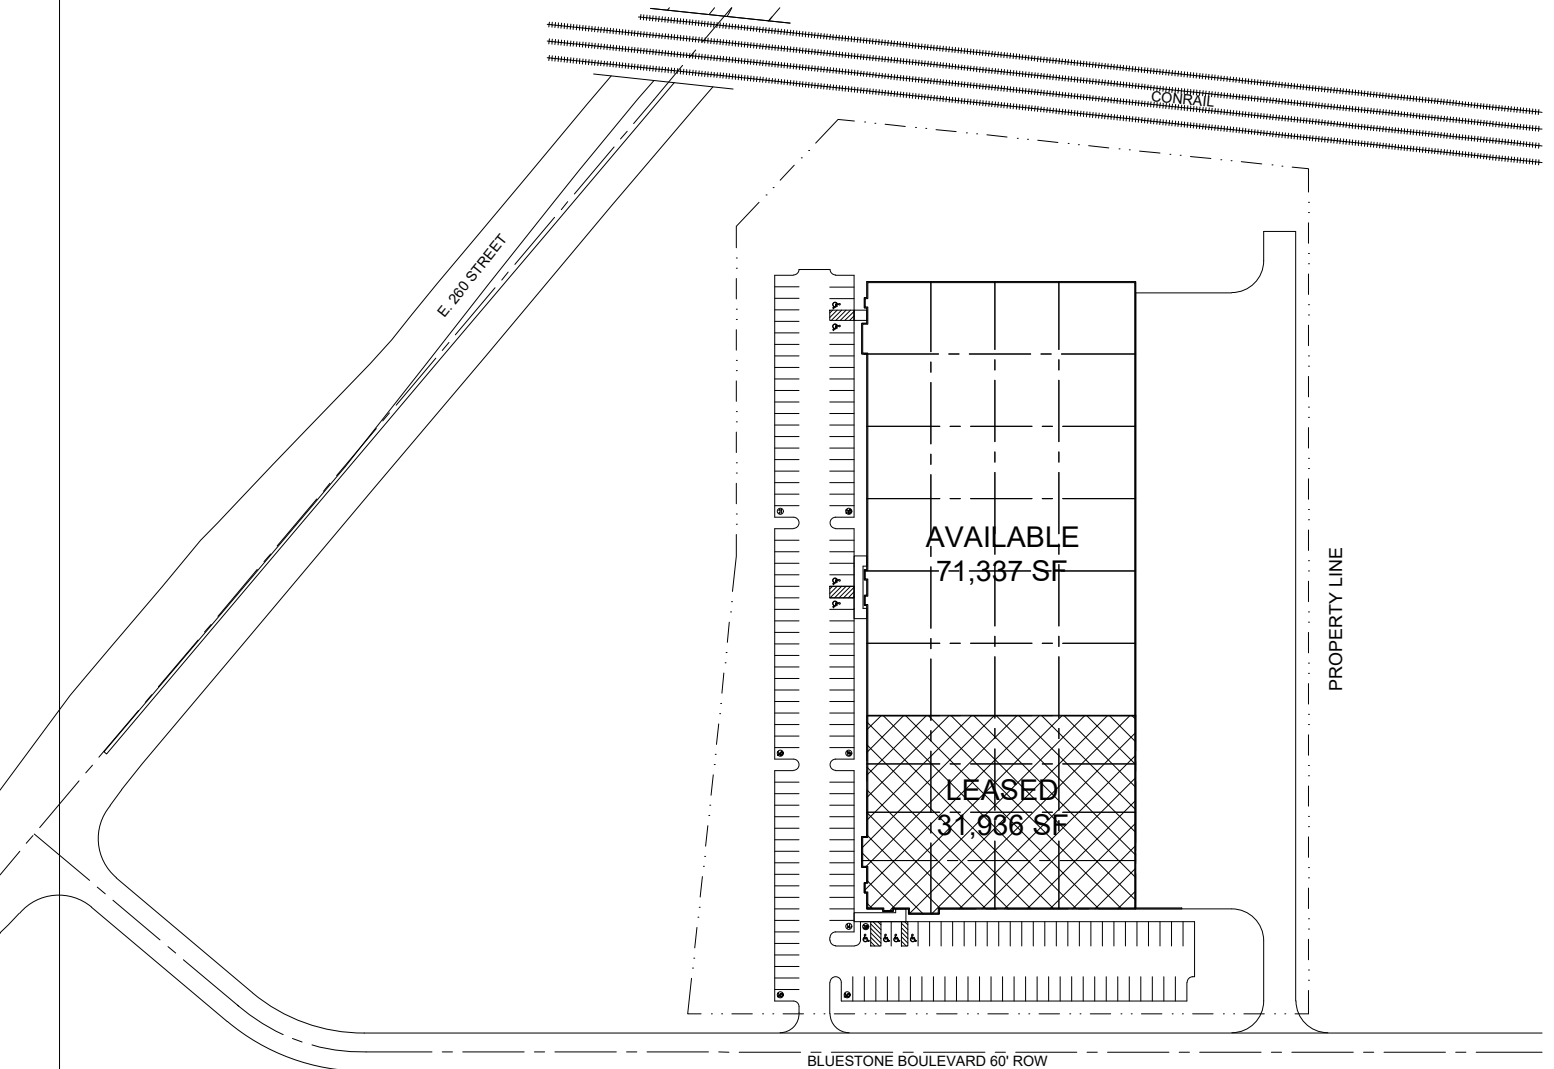 CONRAIL
E. 260 STREET
AVAILABLE
71,337 SF
PROPERTY LINE
LEASED
31,936 SF
BLUESTONE BOULEVARD 60' ROW